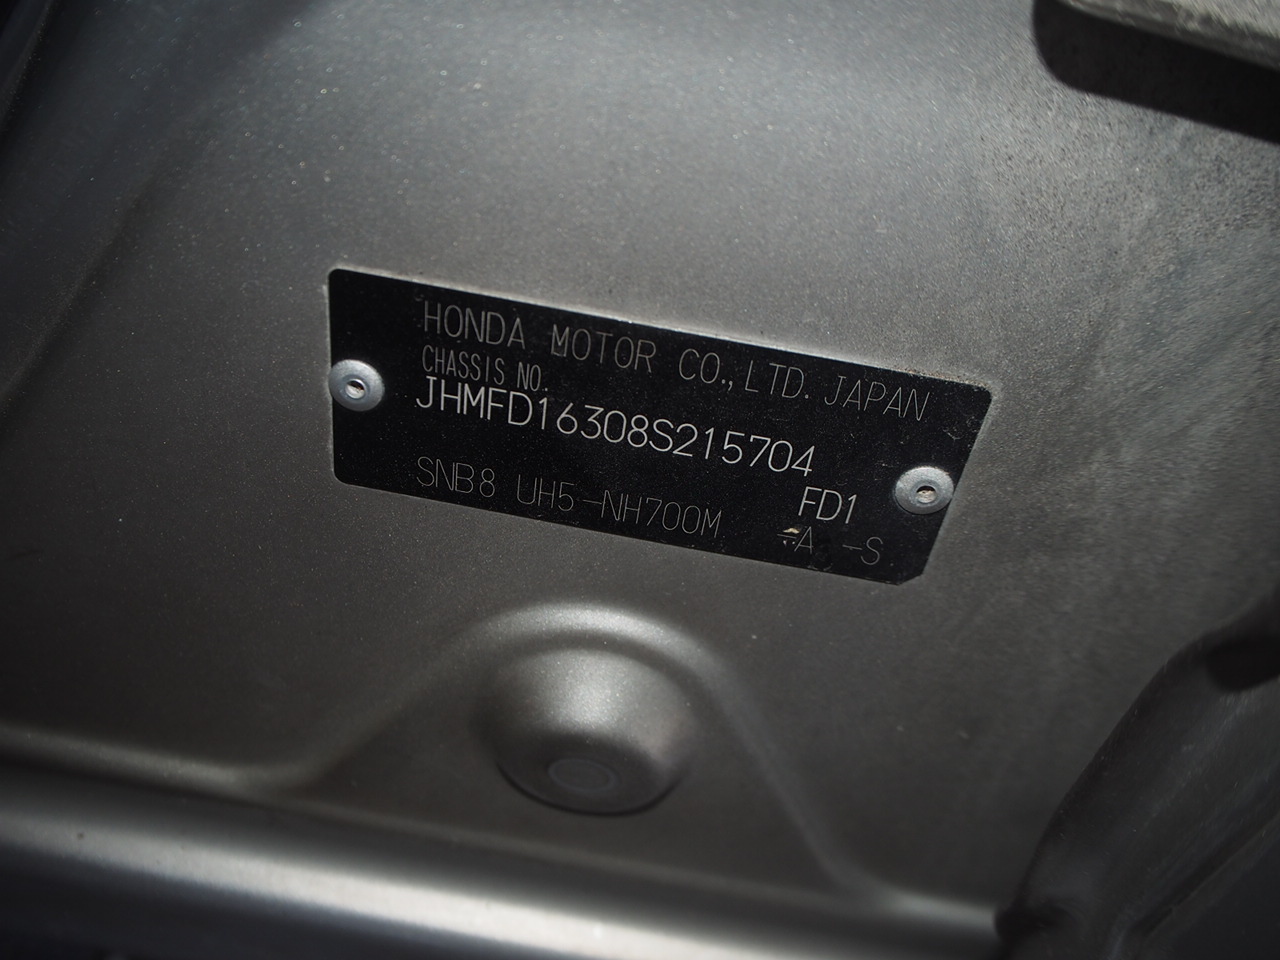 HONDA MOTOR CO., LTD. JAPAN
CHASSIS NO.
JHMFD16308S215704
FD1
SNB8 UH5-NH700M -A -S